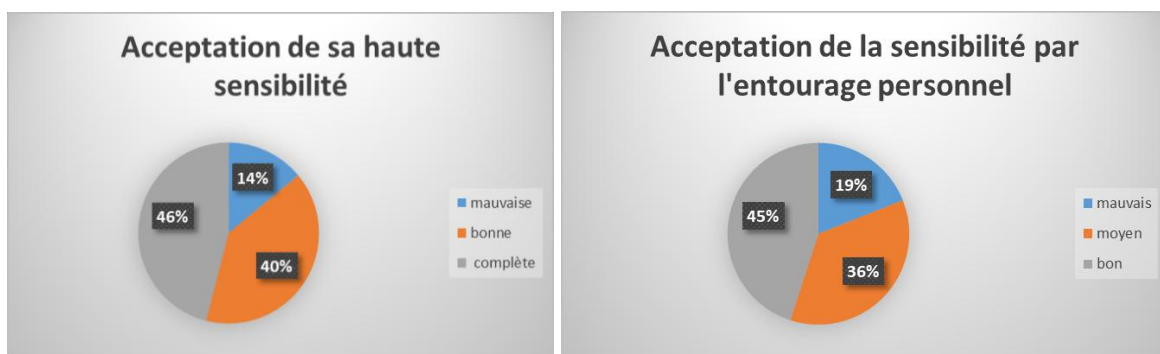 Acceptation de sa haute
sensibilité
14%
46%
40%
mauvaise
bonne
complète
Acceptation de la sensibilité par
l'entourage personnel
19%
45%
36%
mauvais
moyen
bon